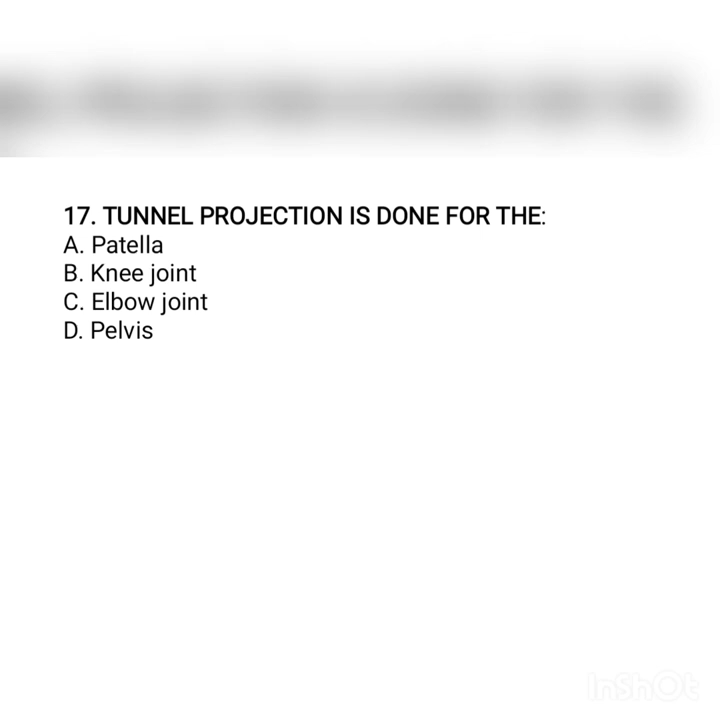 17. TUNNEL PROJECTION IS DONE FOR THE:
A. Patella
B. Knee joint
C. Elbow joint
D. Pelvis
InShOt